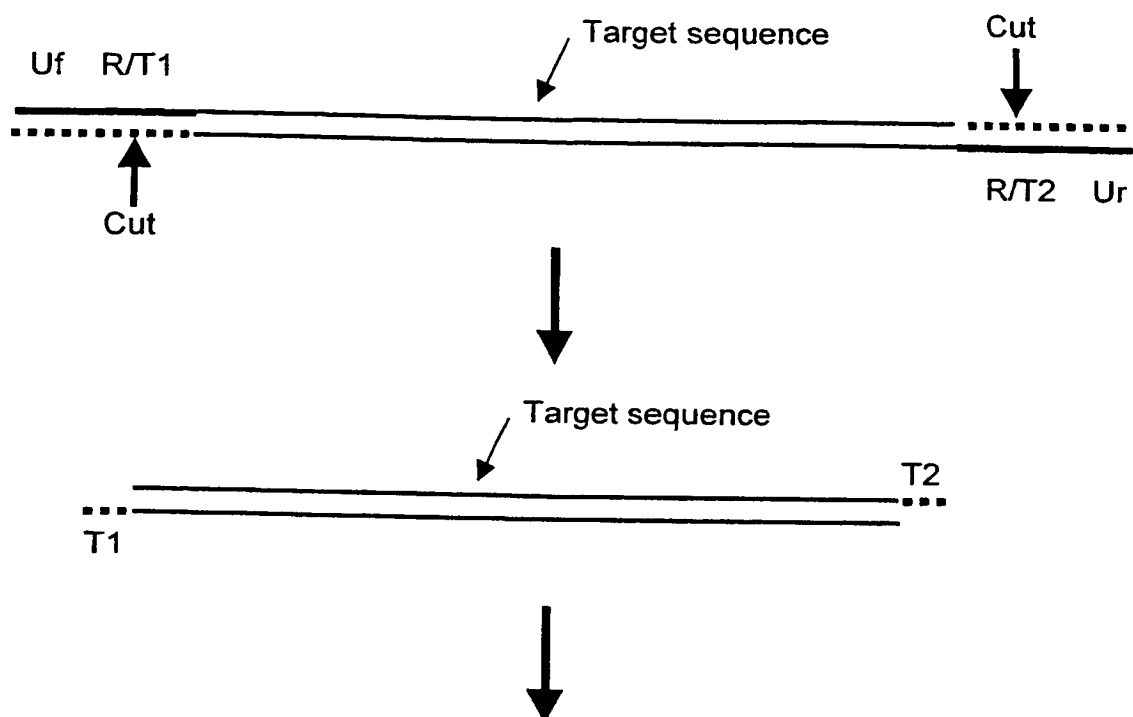 Target sequence
Cut
Uf R/T1
R/T2 Ur
Cut
Target sequence
T2
T1